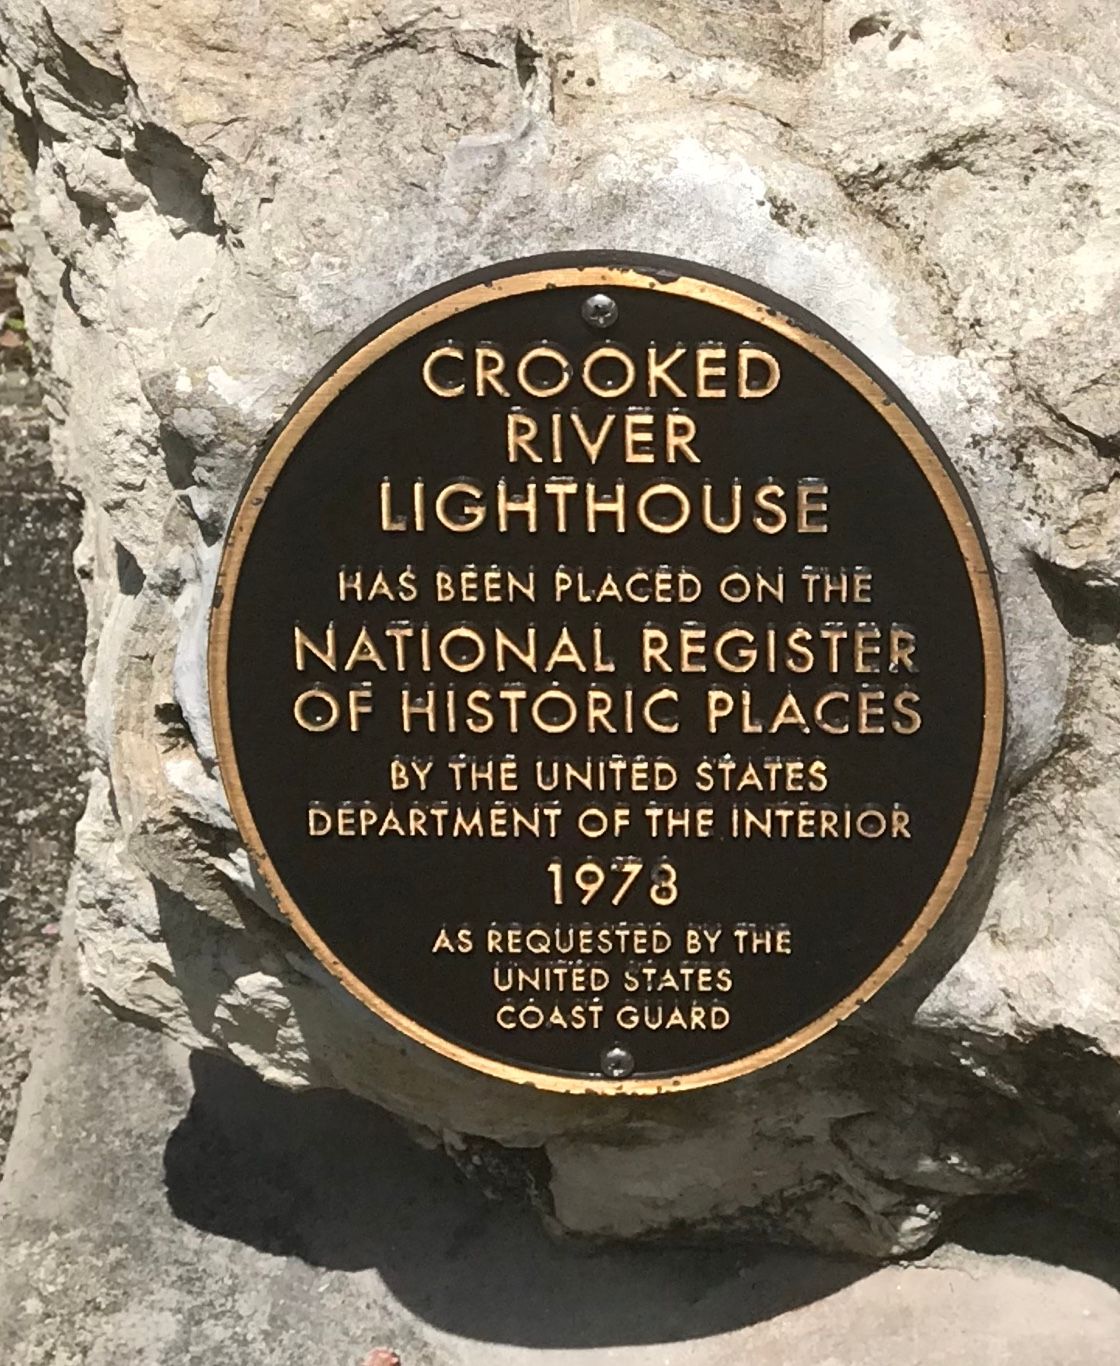 CROOKED
RIVER
LIGHTHOUSE
HAS BEEN PLACED ON THE
NATIONAL REGISTER
OF HISTORIC PLACES
BY THE UNITED STATES
DEPARTMENT OF THE INTERIOR
1978
AS REQUESTED BY THE
UNITED STATES
COAST GUARD